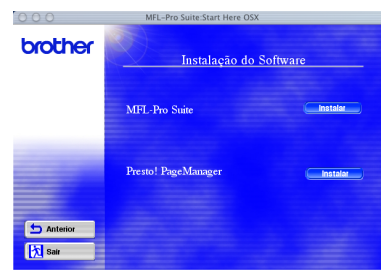 MFL-Pro Suite:Start Here OSX
brother
Instalação do Software
MFL-Pro Suite
Instalar
Presto! PageManager
Instalar
Anterior
Sair